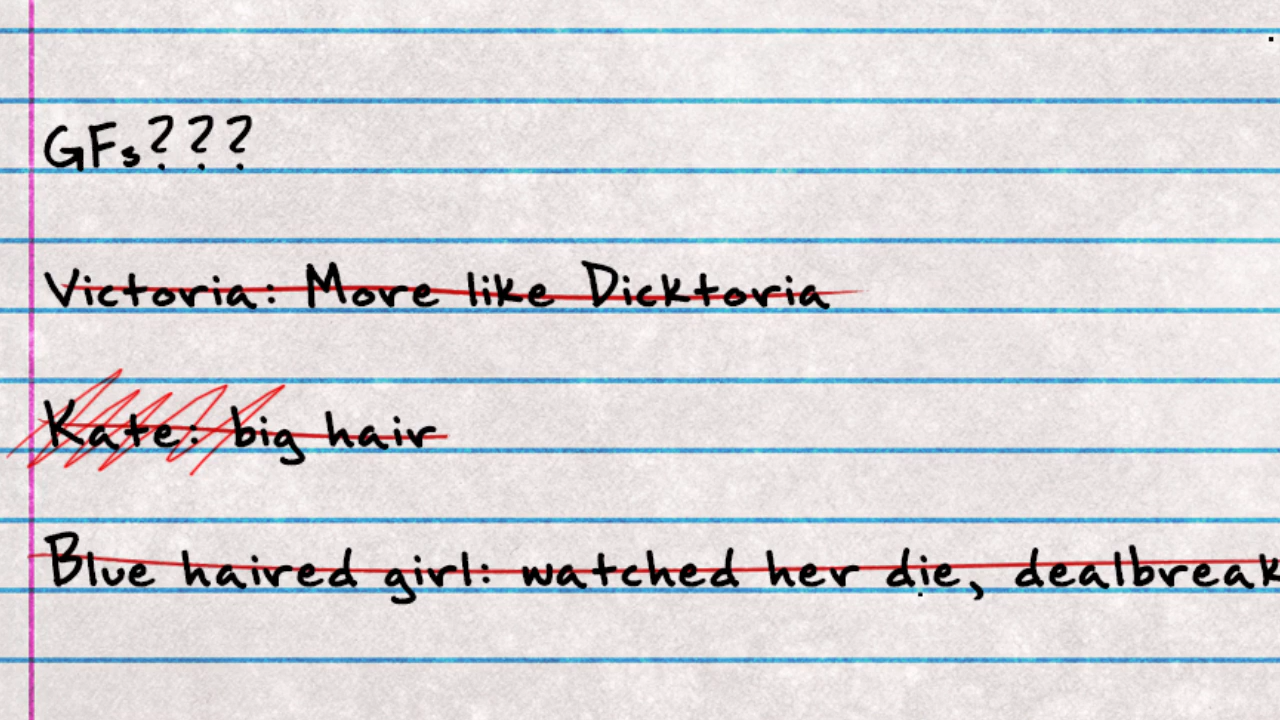 GFs???
Victoria: More like Dicktoria
Kate: big hair
Blue haired girl: watched her die, dealbreak